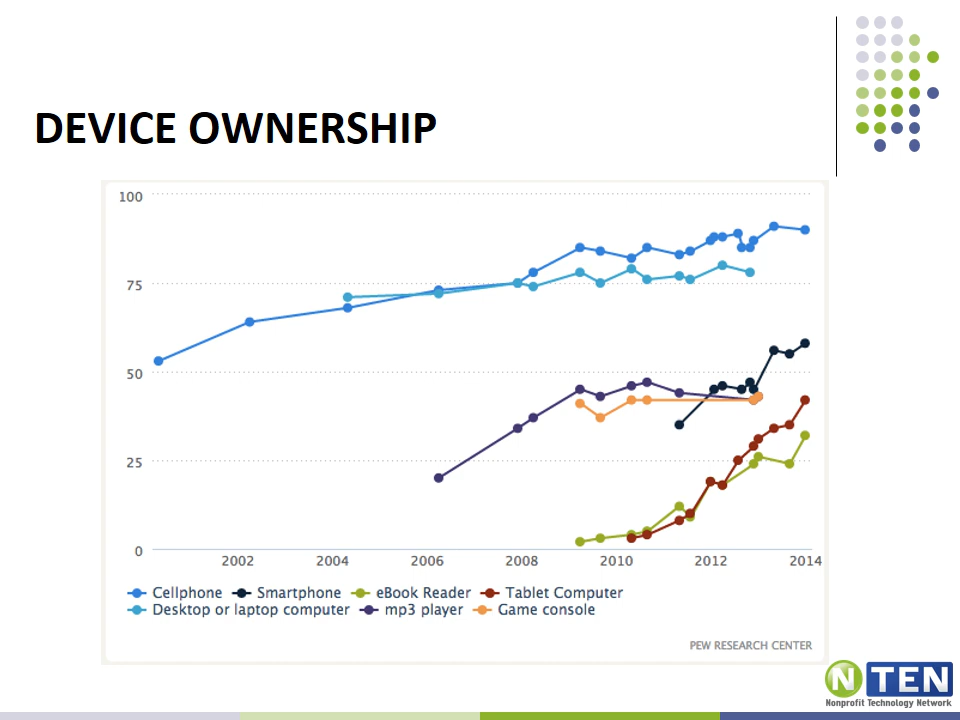 DEVICE OWNERSHIP
100
75
50
25
0
2002 2004 2006 2008 2010 2012 2014
Cellphone Smartphone eBook Reader Tablet Computer
Desktop or laptop computer mp3 player Game console
PEW RESEARCH CENTER
N TEN
Nonprofit Technology Network